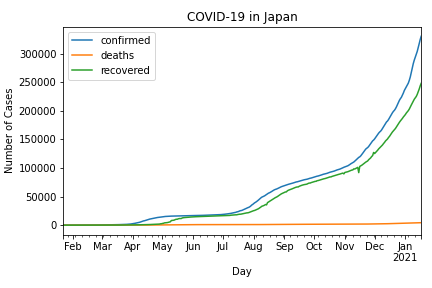 COVID-19 in Japan
confirmed
deaths
recovered
Number of Cases
300000
250000
200000
150000
100000
50000
0
Feb Mar Apr May Jun Jul Aug Sep Oct Nov Dec Jan
2021
Day